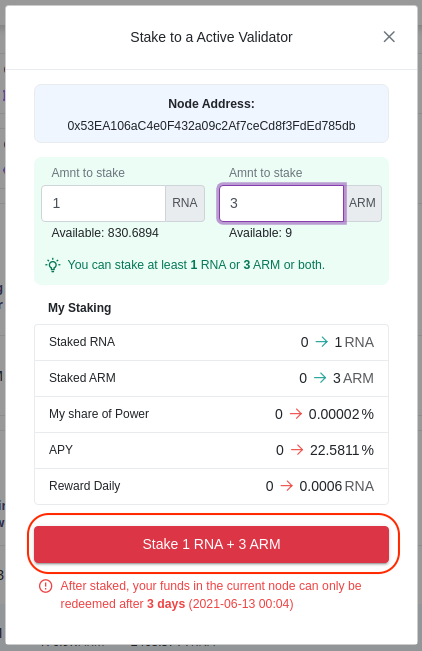 Stake to a Active Validator
Node Address:
0x53EA106aC4e0F432a09c2Af7ceCd8f3FdEd785db
Amnt to stake Amnt to stake
1 RNA 3 ARM
Available: 830.6894 Available: 9
You can stake at least 1 RNA or 3 ARM or both.
My Staking
Staked RNA 0 → 1 RNA
Staked ARM 0 → 3 ARM
My share of Power 0 → 0.00002 %
APY 0 → 22.5811 %
Reward Daily 0 → 0.0006 RNA
Stake 1 RNA + 3 ARM
After staked, your funds in the current node can only be
redeemed after 3 days (2021-06-13 00:04)